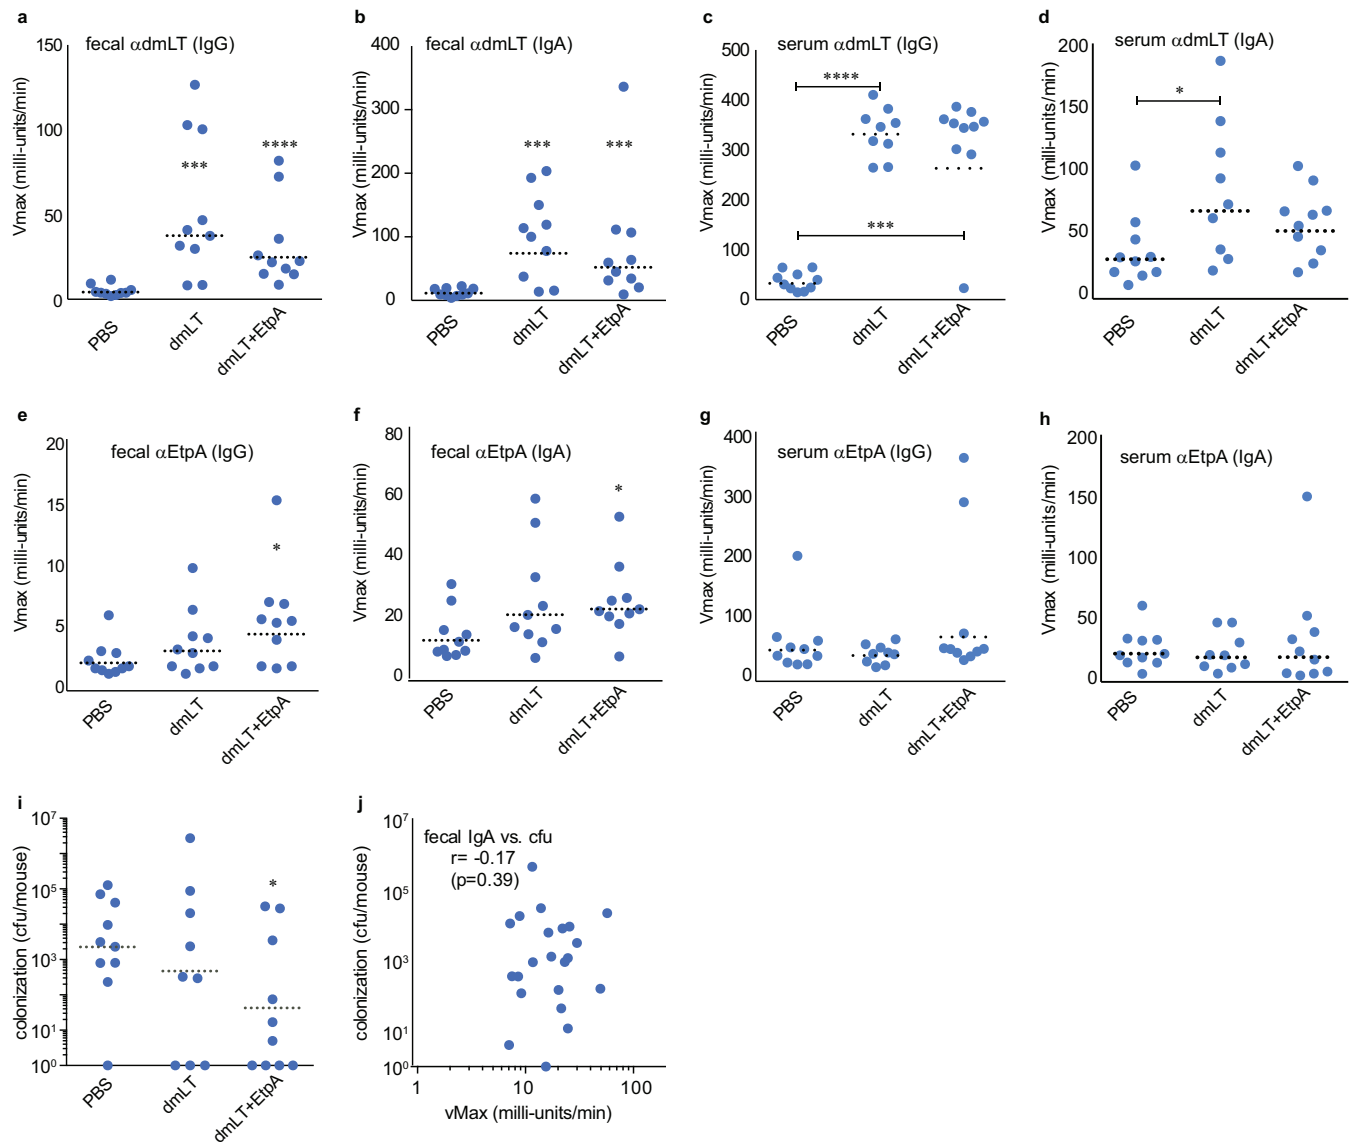 a
fecal αdmLT (IgG)
Vmax (milli-units/min)
150
100
50
0
***
****
PBS
dmLT
dmLT+EtpA
b
fecal αdmLT (IgA)
Vmax (milli-units/min)
400
300
200
100
0
***
***
PBS
dmLT
dmLT+EtpA
c
serum αdmLT (IgG)
Vmax (milli-units/min)
500
400
300
200
100
0
****
***
PBS
dmLT
dmLT+EtpA
d
serum αdmLT (IgA)
Vmax (milli-units/min)
200
150
100
50
0
*
PBS
dmLT
dmLT+EtpA
e
fecal αEtpA (IgG)
Vmax (milli-units/min)
20
15
10
5
0
*
PBS
dmLT
dmLT+EtpA
f
fecal αEtpA (IgA)
Vmax (milli-units/min)
80
60
40
20
0
*
PBS
dmLT
dmLT+EtpA
g
serum αEtpA (IgG)
Vmax (milli-units/min)
400
300
200
100
0
PBS
dmLT
dmLT+EtpA
h
serum αEtpA (IgA)
Vmax (milli-units/min)
200
150
100
50
0
PBS
dmLT
dmLT+EtpA
i
colonization (cfu/mouse)
10⁷
10⁵
10³
10¹
10⁰
*
PBS
dmLT
dmLT+EtpA
j
fecal IgA vs. cfu
r= -0.17
(p=0.39)
colonization (cfu/mouse)
10⁷
10⁵
10³
10¹
10⁰
1
10
100
vMax (milli-units/min)